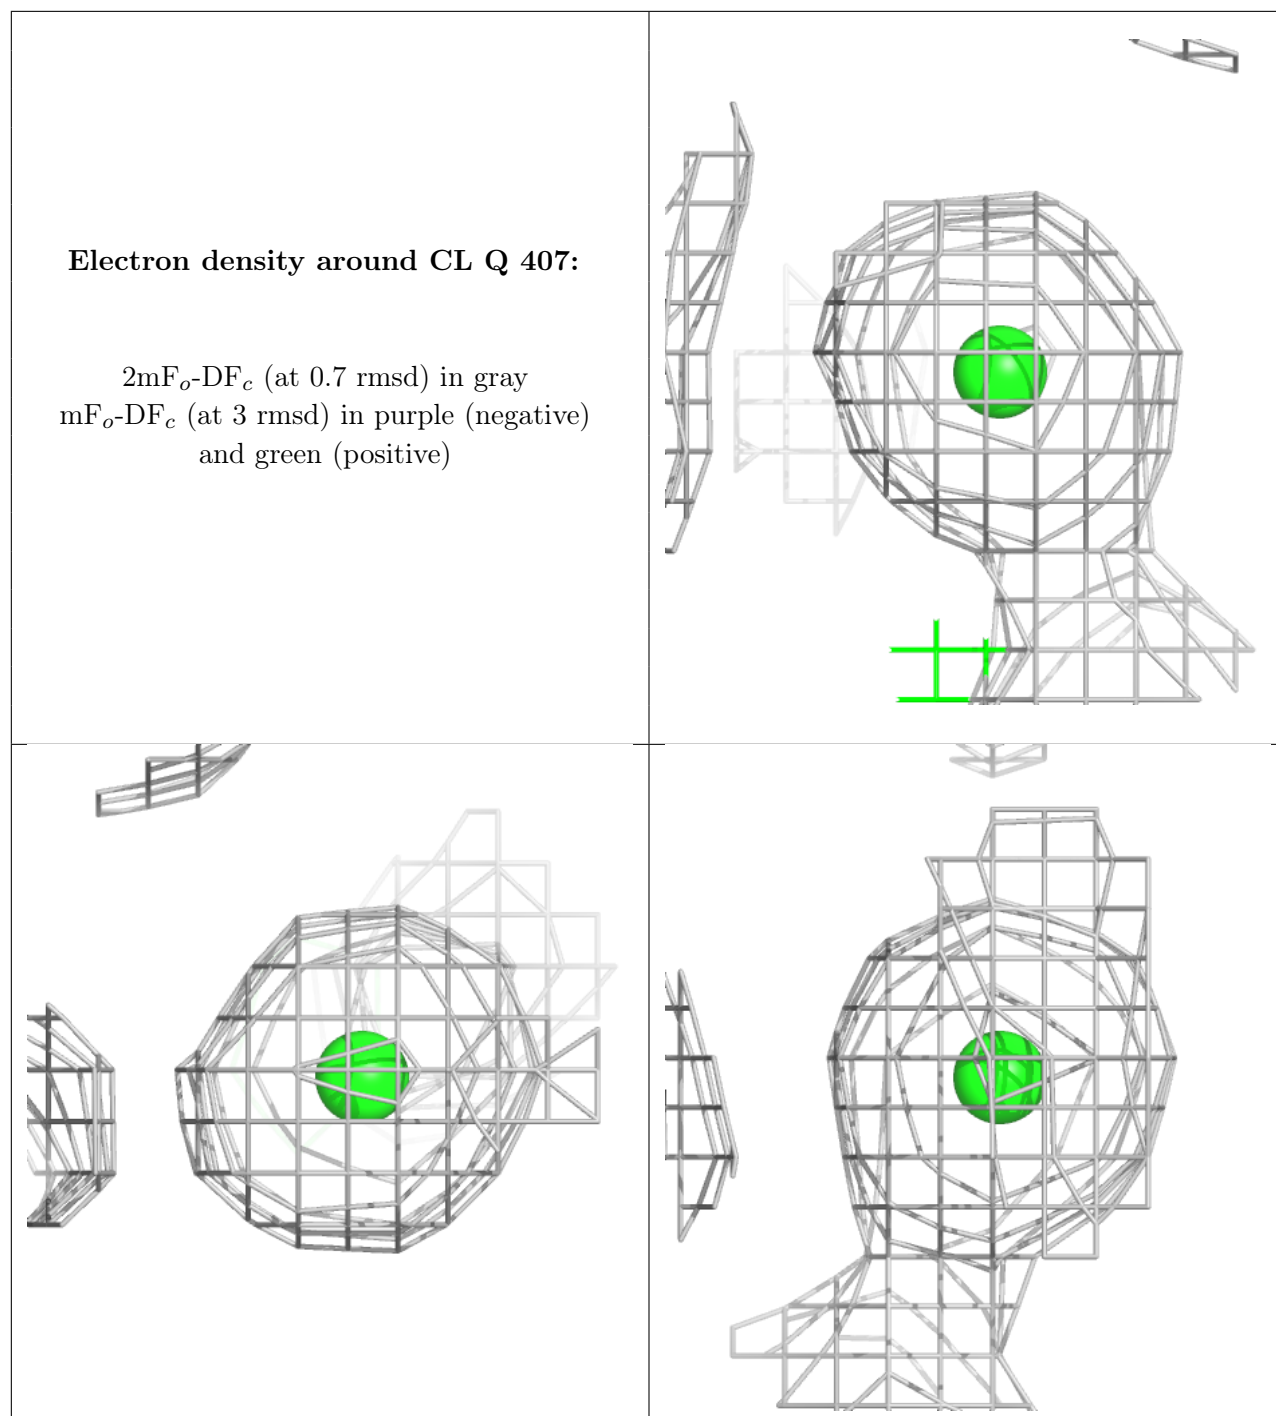 Electron density around CL Q 407:
2mFo-DFc (at 0.7 rmsd) in gray
mFo-DFc (at 3 rmsd) in purple (negative)
and green (positive)